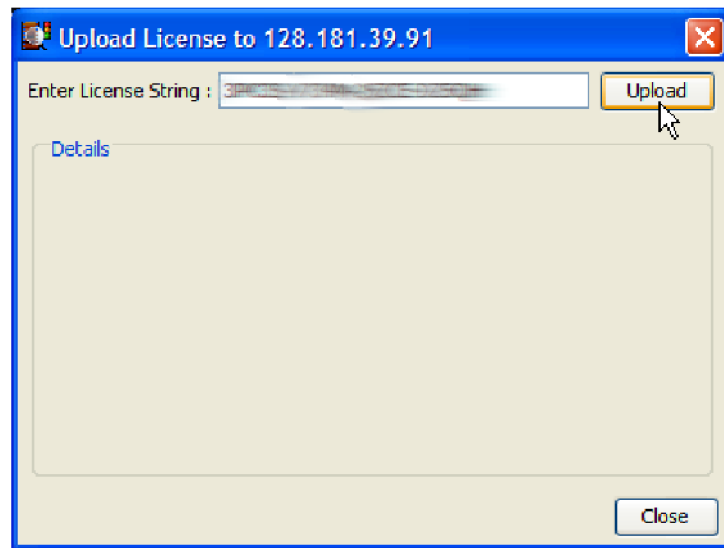 Upload License to 128.181.39.91
Enter License String :
Upload
Details
Close